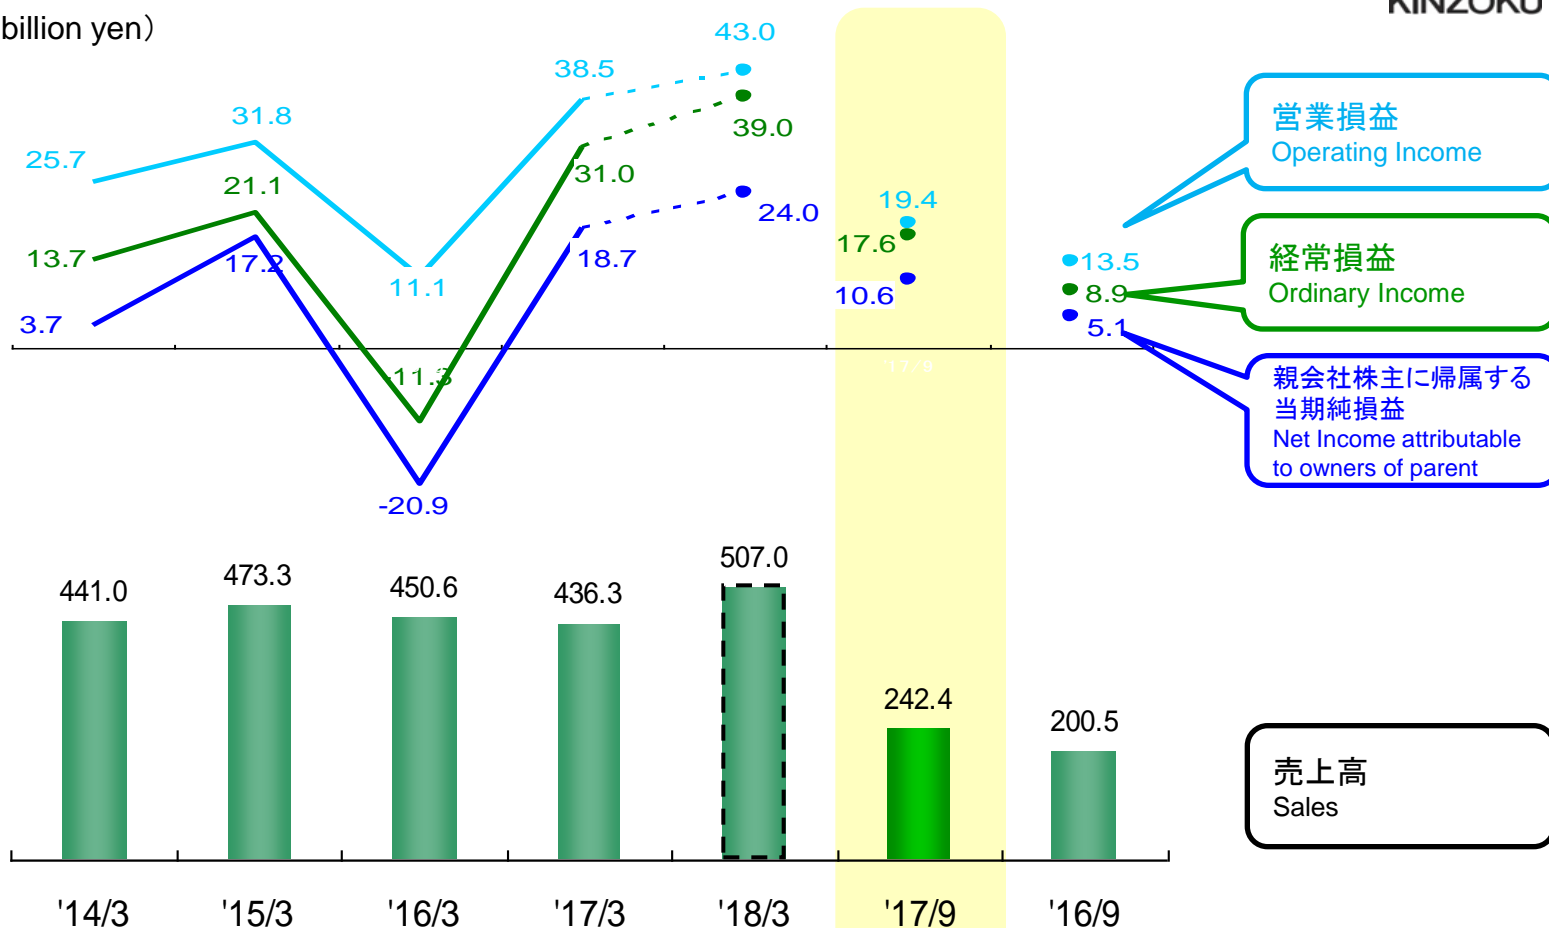 KINZOKU
billion yen）
43.0
38.5
31.8
25.7
39.0
31.0
21.1
24.0
19.4
17.6
13.7
17.2
18.7
11.1
10.6
13.5
8.9
5.1
3.7
-11.3
'17/9
-20.9
営業損益
Operating Income
経常損益
Ordinary Income
親会社株主に帰属する
当期純損益
Net Income attributable
to owners of parent
507.0
441.0
473.3
450.6
436.3
242.4
200.5
売上高
Sales
'14/3 '15/3 '16/3 '17/3 '18/3 '17/9 '16/9